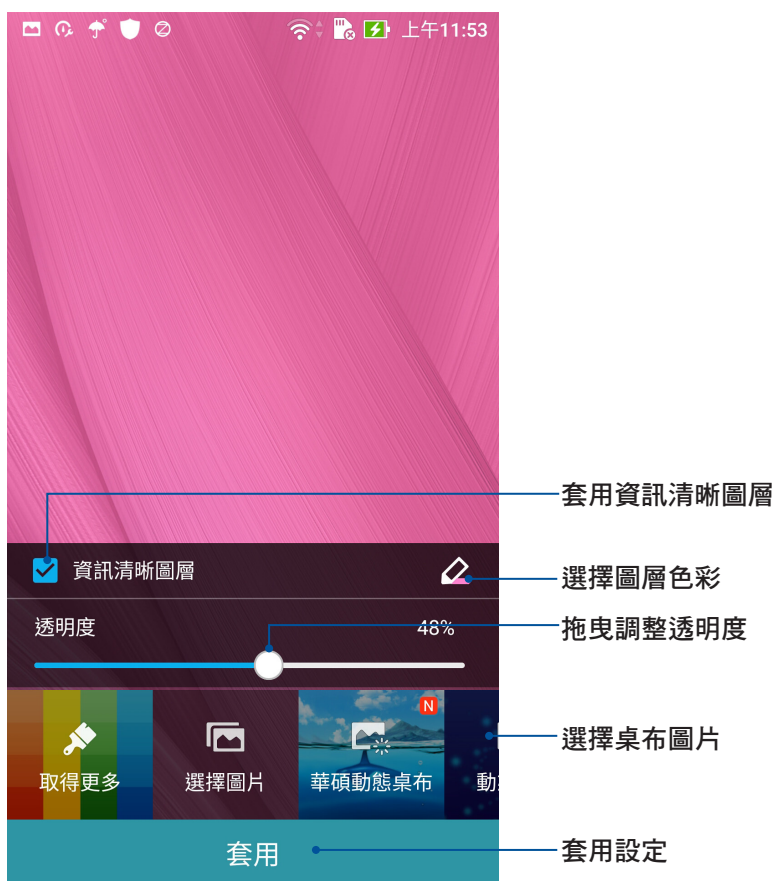 上午11:53
套用資訊清晰圖層
資訊清晰圖層
選擇圖層色彩
透明度 48%
拖曳調整透明度
N
取得更多 選擇圖片 華碩動態桌布
選擇桌布圖片
套用
套用設定